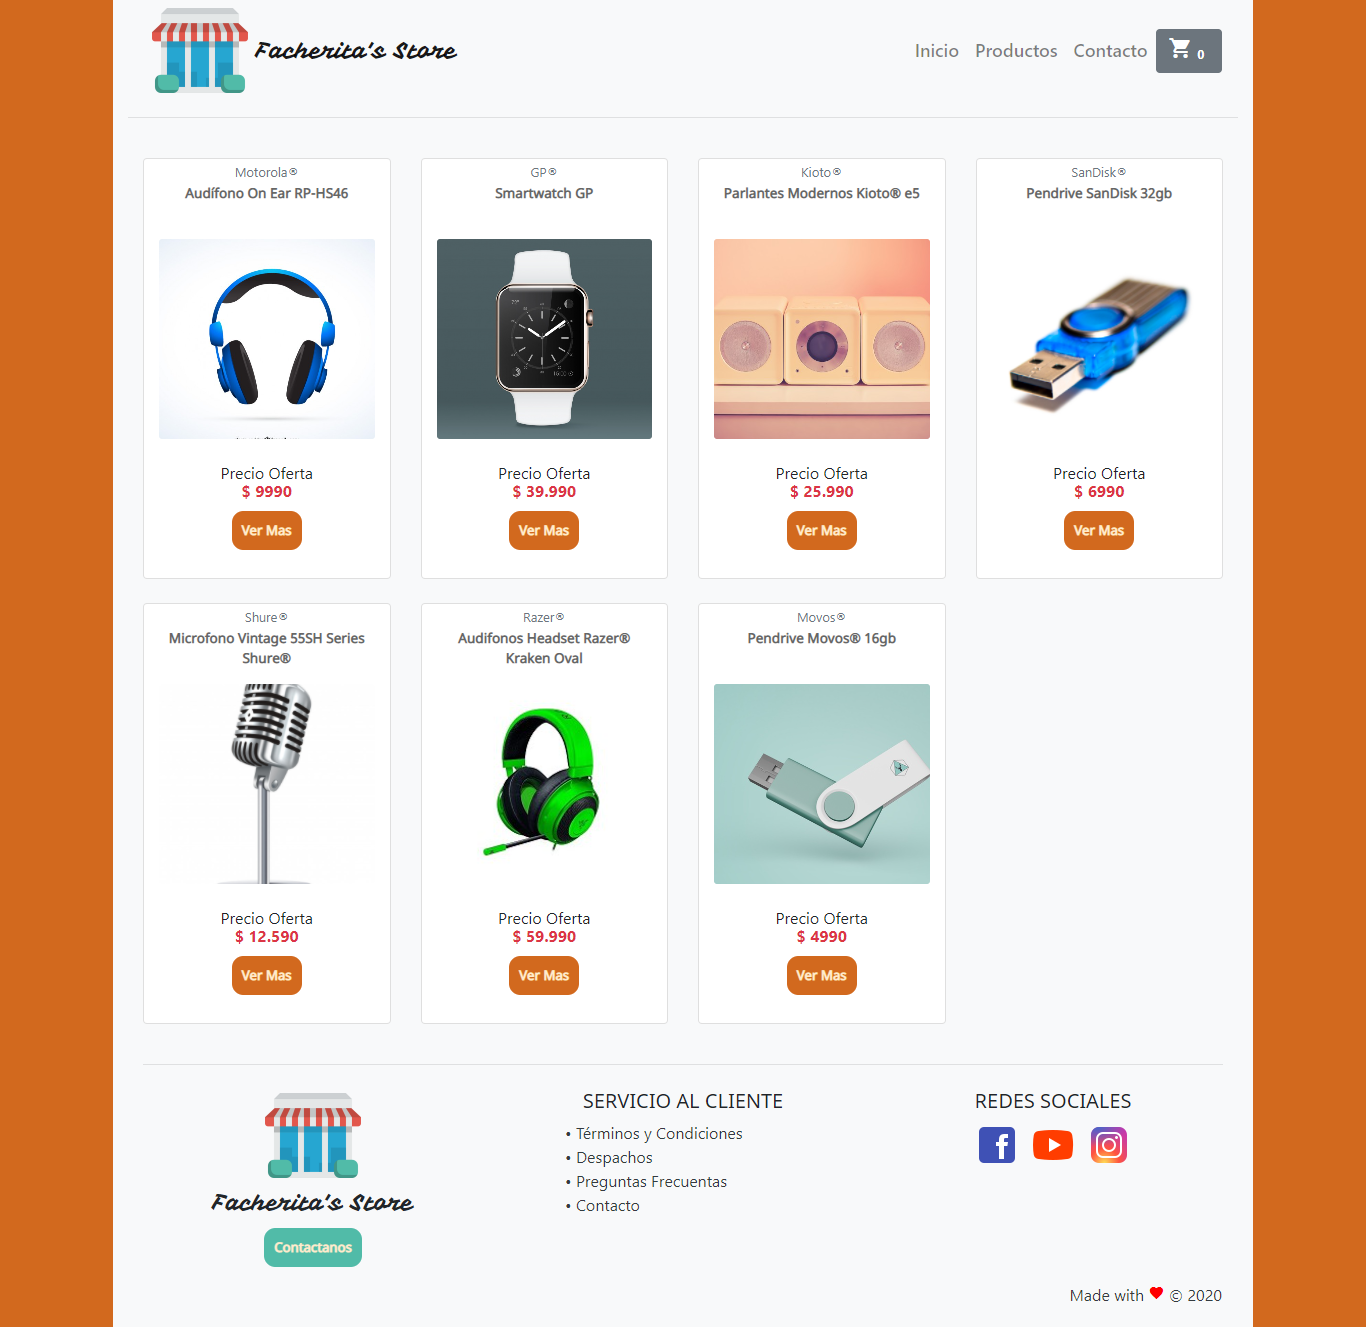 Facherita's Store
Inicio Productos Contacto 0
Motorola®
Audífono On Ear RP-HS46
Precio Oferta
$ 9990
Ver Mas
GP®
Smartwatch GP
Precio Oferta
$ 39.990
Ver Mas
Kioto®
Parlantes Modernos Kioto® e5
Precio Oferta
$ 25.990
Ver Mas
SanDisk®
Pendrive SanDisk 32gb
Precio Oferta
$ 6990
Ver Mas
Shure®
Microfono Vintage 55SH Series
Shure®
Precio Oferta
$ 12.590
Ver Mas
Razer®
Audifonos Headset Razer®
Kraken Oval
Precio Oferta
$ 59.990
Ver Mas
Movos®
Pendrive Movos® 16gb
Precio Oferta
$ 4990
Ver Mas
Facherita's Store
Contactanos
SERVICIO AL CLIENTE
• Términos y Condiciones
• Despachos
• Preguntas Frecuentas
• Contacto
REDES SOCIALES
Made with ❤ © 2020